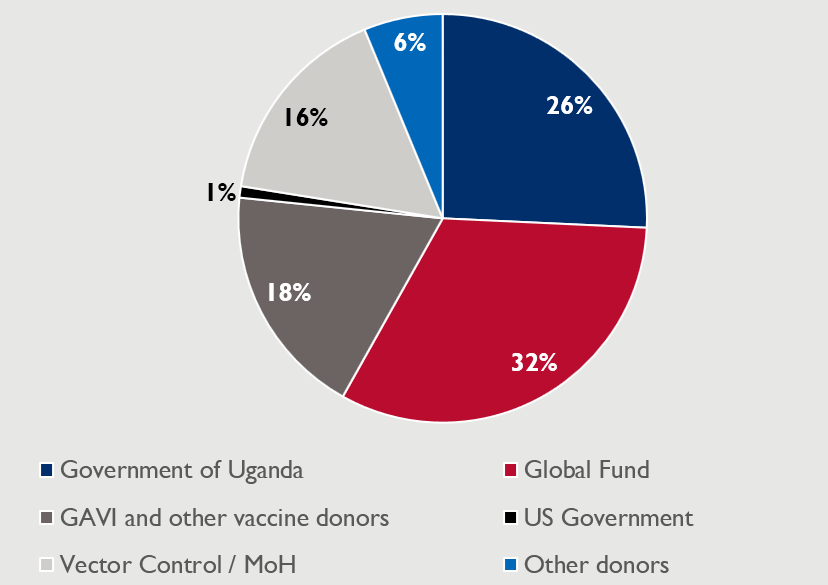 6%
26%
16%
1%
18%
32%
Government of Uganda
Global Fund
GAVI and other vaccine donors
US Government
Vector Control / MoH
Other donors